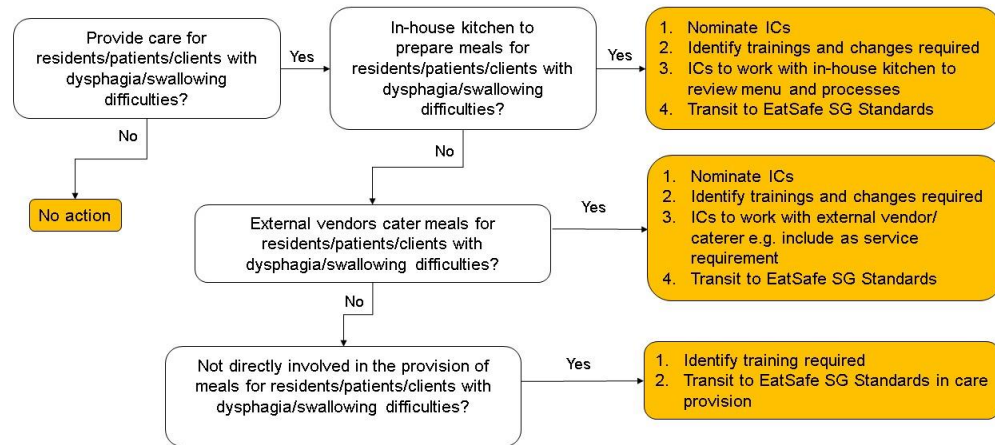 Provide care for
residents/patients/clients with
dysphagia/swallowing
difficulties?
Yes
In-house kitchen to
prepare meals for
residents/patients/clients with
dysphagia/swallowing
difficulties?
Yes
1. Nominate ICs
2. Identify trainings and changes required
3. ICs to work with in-house kitchen to
review menu and processes
4. Transit to EatSafe SG Standards
No
No action
No
External vendors cater meals for
residents/patients/clients with
dysphagia/swallowing difficulties?
Yes
1. Nominate ICs
2. Identify trainings and changes required
3. ICs to work with external vendor/
caterer e.g. include as service
requirement
4. Transit to EatSafe SG Standards
No
Not directly involved in the provision of
meals for residents/patients/clients with
dysphagia/swallowing difficulties?
Yes
1. Identify training required
2. Transit to EatSafe SG Standards in care
provision